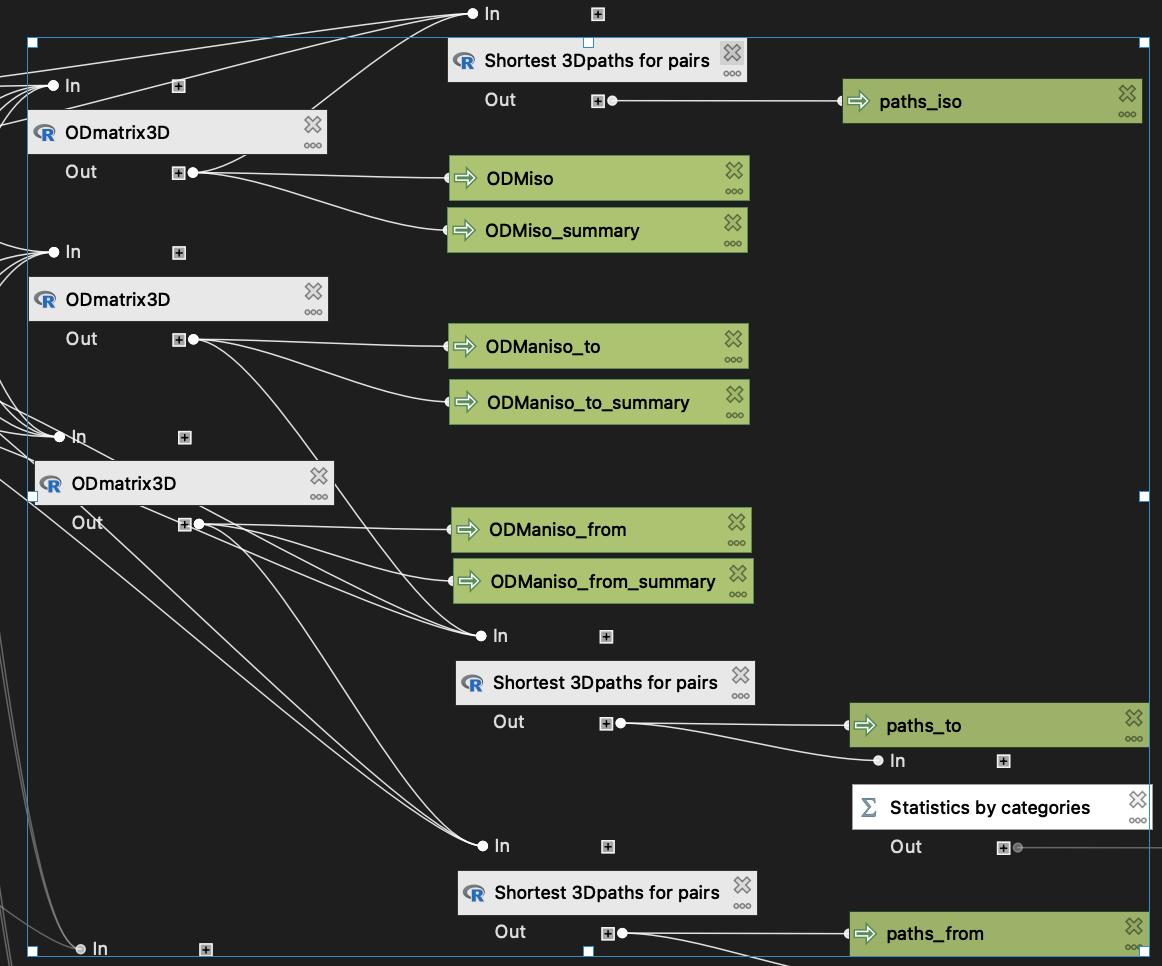 In
Shortest 3Dpaths for pairs
Out
paths_iso
In
ODmatrix3D
Out
ODMiso
ODMiso_summary
In
ODmatrix3D
Out
ODManiso_to
ODManiso_to_summary
In
ODmatrix3D
Out
ODManiso_from
ODManiso_from_summary
In
Shortest 3Dpaths for pairs
Out
paths_to
In
Σ Statistics by categories
Out
In
Shortest 3Dpaths for pairs
Out
paths_from
In